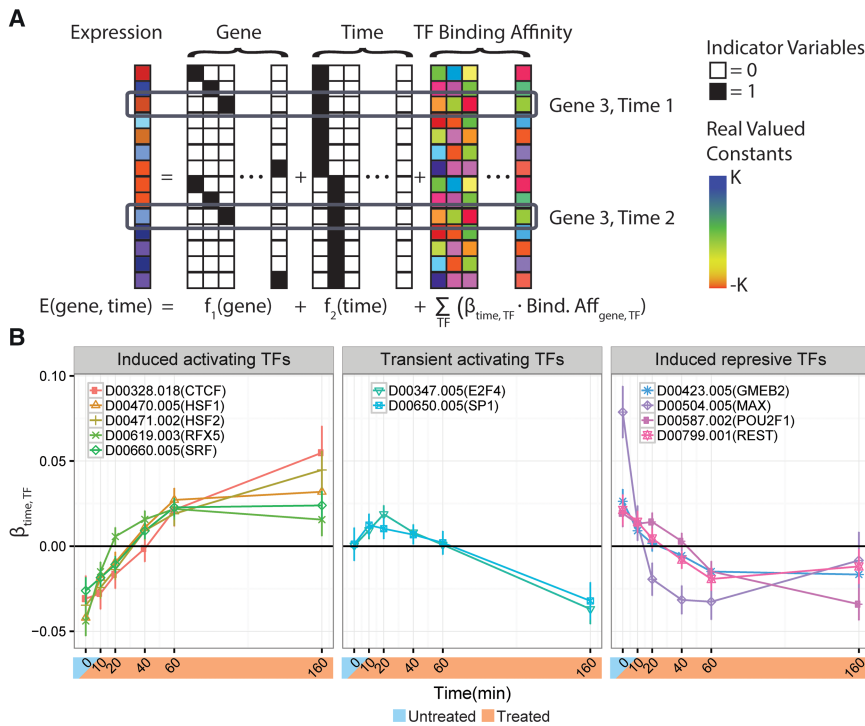 A
Expression
Gene
Time
TF Binding Affinity
Indicator Variables
= 0
= 1
Gene 3, Time 1
Real Valued
Constants
K
-K
= ... + ... + ...
Gene 3, Time 2
E(gene, time) = f1(gene) + f2(time) + ∑TF (βtime, TF · Bind. Affgene, TF)
B
Induced activating TFs
Transient activating TFs
Induced represive TFs
D00328.018(CTCF)
D00470.005(HSF1)
D00471.002(HSF2)
D00619.003(RFX5)
D00660.005(SRF)
D00347.005(E2F4)
D00650.005(SP1)
D00423.005(GMEB2)
D00504.005(MAX)
D00587.002(POU2F1)
D00799.001(REST)
βtime, TF
0.10
0.05
0.00
−0.05
0 10 20 40 60 160
0 10 20 40 60 160
0 10 20 40 60 160
Time(min)
Untreated Treated